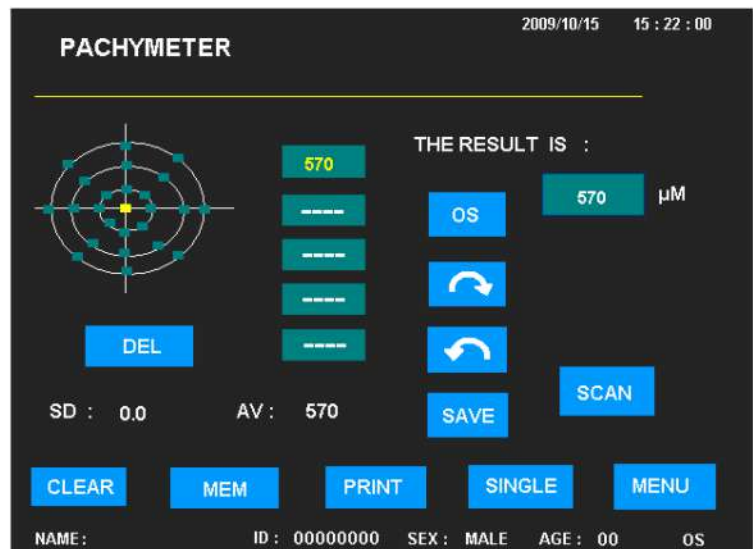 2009/10/15 15 : 22 : 00
PACHYMETER
THE RESULT IS :
570
570 µM
----
OS
----
----
DEL
----
SCAN
SD : 0.0 AV : 570
SAVE
CLEAR MEM PRINT SINGLE MENU
NAME : ID : 00000000 SEX : MALE AGE : 00 OS